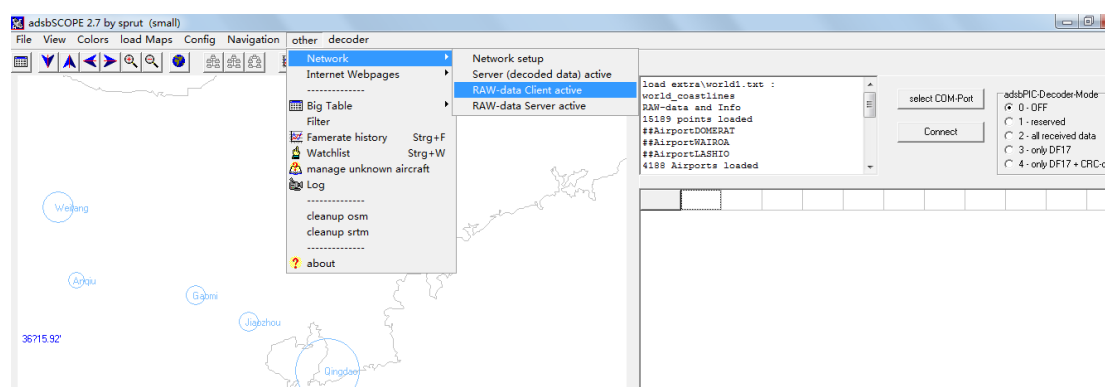 adsbSCOPE 2.7 by sprut (small)
File View Colors load Maps Config Navigation other decoder
Network
Internet Webpages
--------------
Big Table
Filter
Famerate history Strg+F
Watchlist Strg+W
manage unknown aircraft
Log
--------------
cleanup osm
cleanup srtm
--------------
? about
Network setup
Server (decoded data) active
RAW-data Client active
RAW-data Server active
load extra\world1.txt :
world_coastlines
RAW-data and Info
15189 points loaded
##AirportDOMERAT
##AirportWAIROA
##AirportLASHIO
4188 Airports loaded
select COM-Port
Connect
adsbPIC-Decoder-Mode
0 - OFF
1 - reserved
2 - all received data
3 - only DF17
4 - only DF17 + CRC-c
Weifang
Anqiu
Gaomi
Jiaozhou
Qingdao
36?15.92'